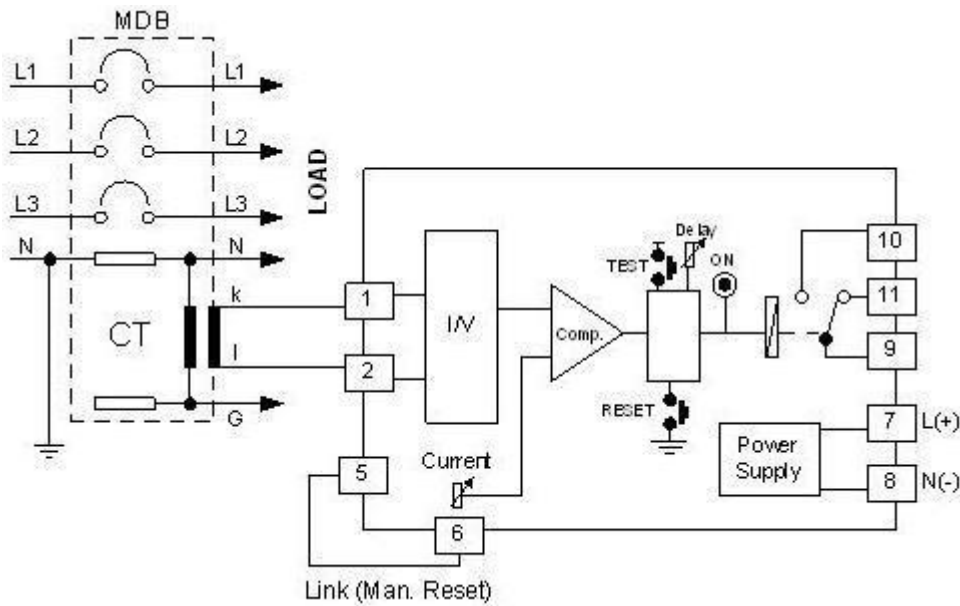 MDB
L1 L1
L2 L2
L3 L3
N N
LOAD
CT
k
l
G
1
2
I/V
Comp.
TEST
Delay
ON
RESET
10
11
9
7 L(+)
8 N(-)
Power
Supply
5
Current
6
Link (Man. Reset)